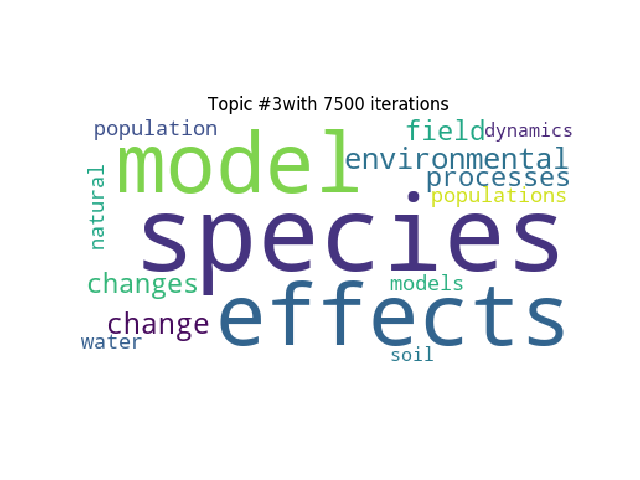 Topic #3with 7500 iterations
population
field
dynamics
model
environmental
processes
natural
populations
species
changes
models
effects
change
water
soil